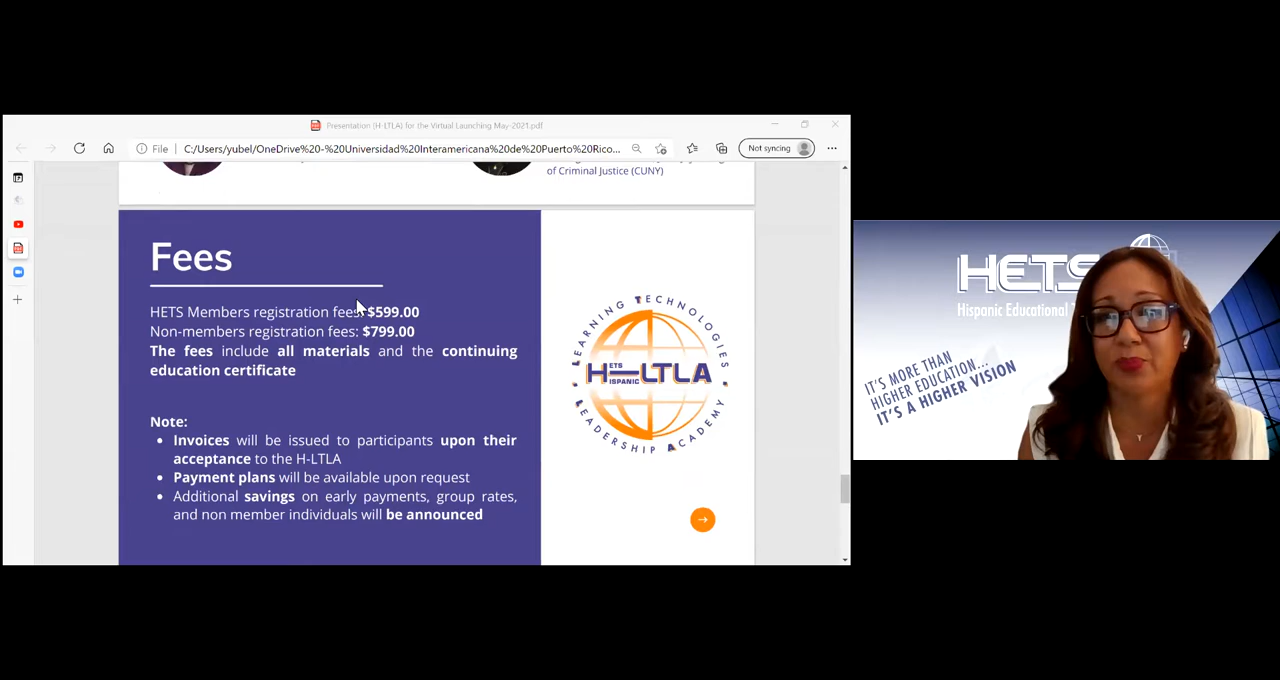 Presentation (H-LTLA) for the Virtual Launching May-2021.pdf
File
C:/Users/yubel/OneDrive%20-%20Universidad%20Interamericana%20de%20Puerto%20Rico...
Not syncing
of Criminal Justice (CUNY)
Fees
HETS Members registration fees: $599.00
Non-members registration fees: $799.00
The fees include all materials and the continuing
education certificate
Note:
• Invoices will be issued to participants upon their
acceptance to the H-LTLA
• Payment plans will be available upon request
• Additional savings on early payments, group rates,
and non member individuals will be announced
LEARNING TECHNOLOGIES
H ETS ISPANIC LTLA
LEADERSHIP ACADEMY
HETS
Hispanic Educational
IT'S MORE THAN
HIGHER EDUCATION...
IT'S A HIGHER VISION